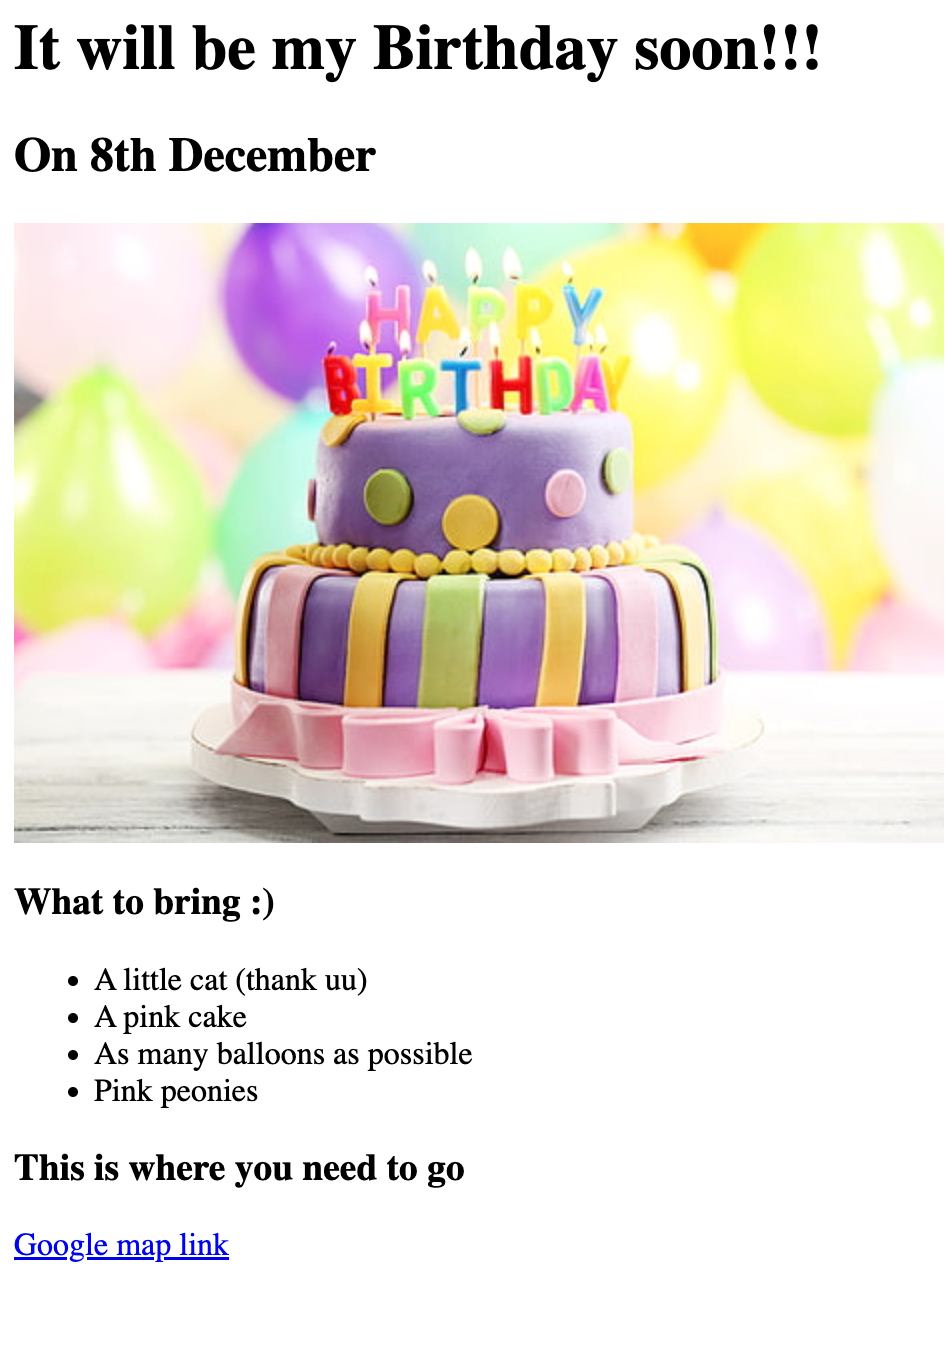 It will be my Birthday soon!!!
On 8th December
HAPPY
BIRTHDAY
What to bring :)
A little cat (thank uu)
A pink cake
As many balloons as possible
Pink peonies
This is where you need to go
Google map link